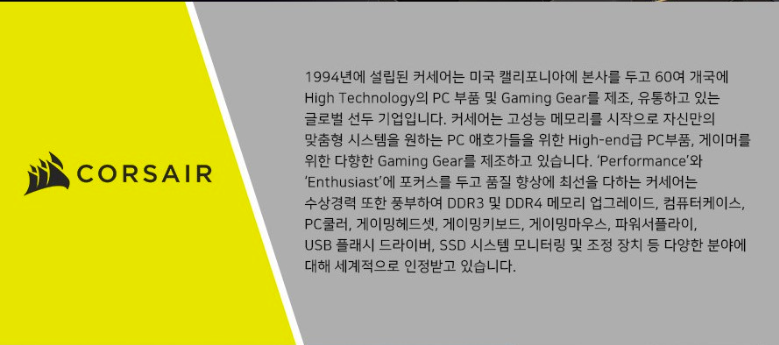 CORSAIR
1994년에 설립된 커세어는 미국 캘리포니아에 본사를 두고 60여 개국에
High Technology의 PC 부품 및 Gaming Gear를 제조, 유통하고 있는
글로벌 선두 기업입니다. 커세어는 고성능 메모리를 시작으로 자신만의
맞춤형 시스템을 원하는 PC 애호가들을 위한 High-end급 PC부품, 게이머를
위한 다향한 Gaming Gear를 제조하고 있습니다. ‘Performance’와
‘Enthusiast’에 포커스를 두고 품질 향상에 최선을 다하는 커세어는
수상경력 또한 풍부하여 DDR3 및 DDR4 메모리 업그레이드, 컴퓨터케이스,
PC쿨러, 게이밍헤드셋, 게이밍키보드, 게이밍마우스, 파워서플라이,
USB 플래시 드라이버, SSD 시스템 모니터링 및 조정 장치 등 다양한 분야에
대해 세계적으로 인정받고 있습니다.